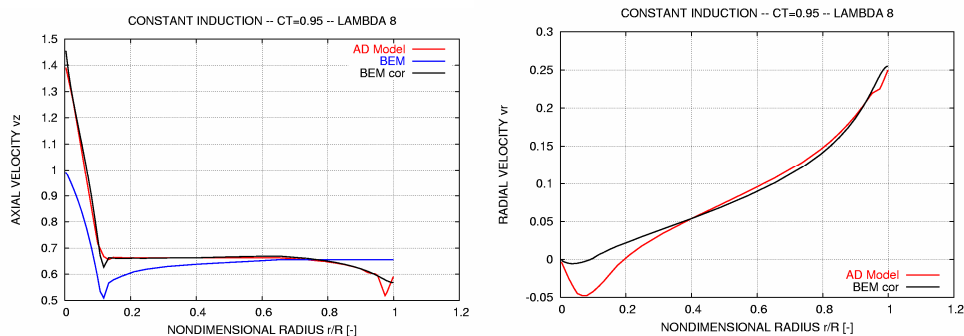 CONSTANT INDUCTION -- CT=0.95 -- LAMBDA 8
1.5
1.4
1.3
1.2
1.1
1
0.9
0.8
0.7
0.6
0.5
AXIAL VELOCITY vz
AD Model
BEM
BEM cor
0 0.2 0.4 0.6 0.8 1 1.2
NONDIMENSIONAL RADIUS r/R [-]
CONSTANT INDUCTION -- CT=0.95 -- LAMBDA 8
0.3
0.25
0.2
0.15
0.1
0.05
0
-0.05
RADIAL VELOCITY vr
AD Model
BEM cor
0 0.2 0.4 0.6 0.8 1 1.2
NONDIMENSIONAL RADIUS r/R [-]